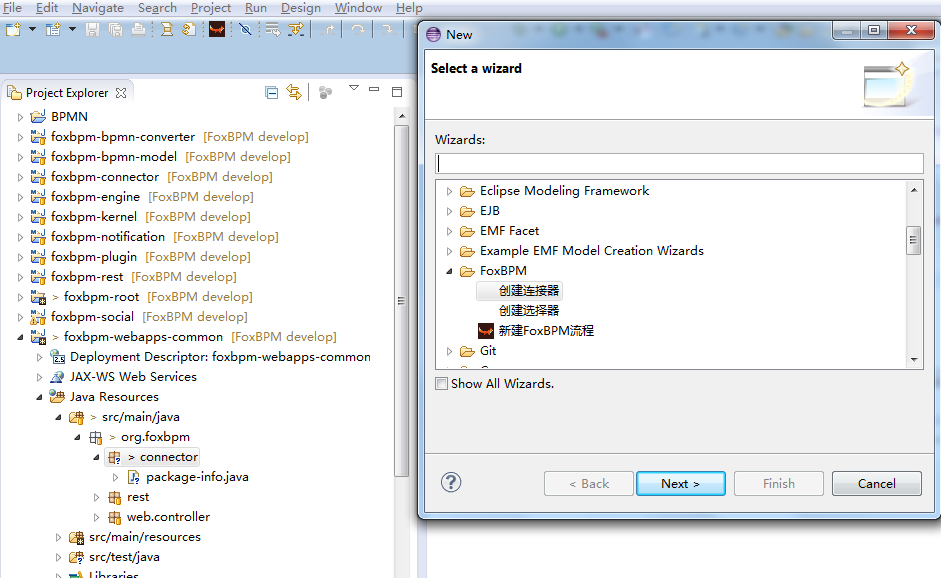 File Edit Navigate Search Project Run Design Window Help
Project Explorer
BPMN
foxbpm-bpmn-converter [FoxBPM develop]
foxbpm-bpmn-model [FoxBPM develop]
foxbpm-connector [FoxBPM develop]
foxbpm-engine [FoxBPM develop]
foxbpm-kernel [FoxBPM develop]
foxbpm-notification [FoxBPM develop]
foxbpm-plugin [FoxBPM develop]
foxbpm-rest [FoxBPM develop]
> foxbpm-root [FoxBPM develop]
foxbpm-social [FoxBPM develop]
> foxbpm-webapps-common [FoxBPM develop]
Deployment Descriptor: foxbpm-webapps-common
JAX-WS Web Services
Java Resources
> src/main/java
> org.foxbpm
> connector
package-info.java
rest
web.controller
src/main/resources
src/test/java
Libraries
New
Select a wizard
Wizards:
Eclipse Modeling Framework
EJB
EMF Facet
Example EMF Model Creation Wizards
FoxBPM
创建连接器
创建选择器
新建FoxBPM流程
Git
Show All Wizards.
< Back Next > Finish Cancel